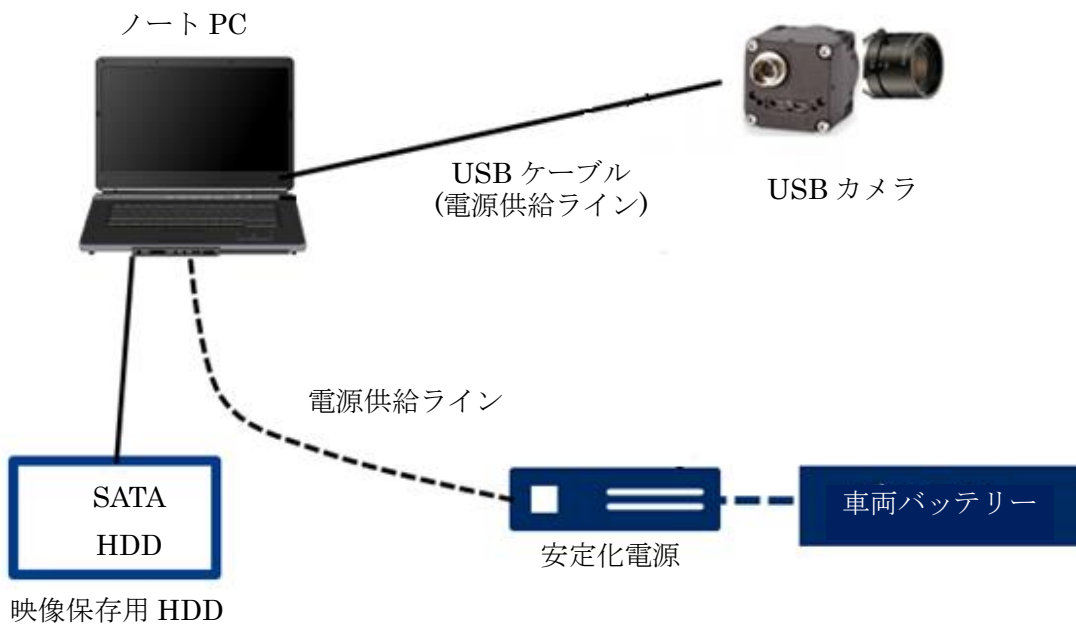 ノート PC
USB ケーブル
(電源供給ライン)
USB カメラ
電源供給ライン
SATA
HDD
車両バッテリー
安定化電源
映像保存用 HDD